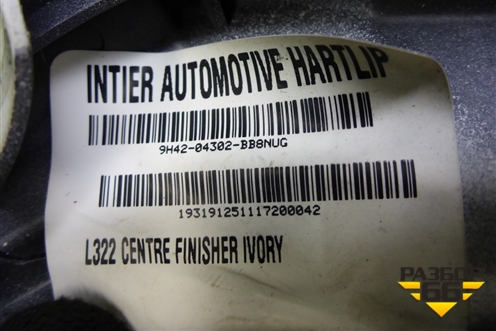 INTIER AUTOMOTIVE HARTLIP
9H42-04302-BB8NUG
193191251117200042
L322 CENTRE FINISHER IVORY
РАЗБОР
66